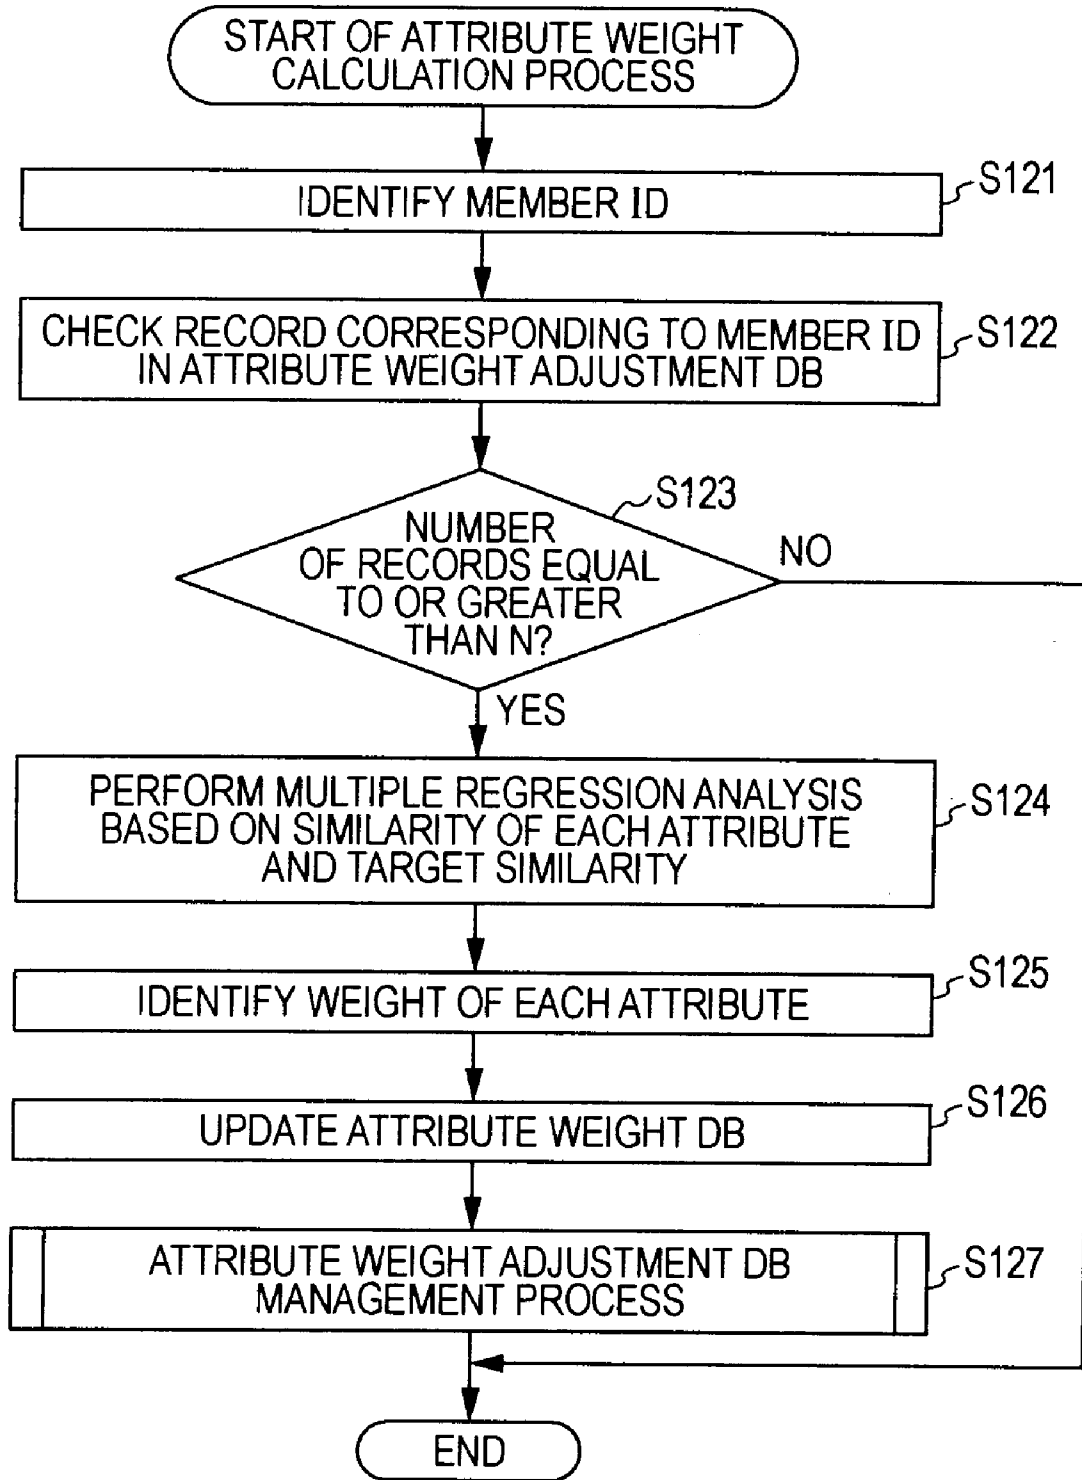 START OF ATTRIBUTE WEIGHT
CALCULATION PROCESS
S121
IDENTIFY MEMBER ID
S122
CHECK RECORD CORRESPONDING TO MEMBER ID
IN ATTRIBUTE WEIGHT ADJUSTMENT DB
S123
NUMBER
OF RECORDS EQUAL
TO OR GREATER
THAN N?
NO
YES
S124
PERFORM MULTIPLE REGRESSION ANALYSIS
BASED ON SIMILARITY OF EACH ATTRIBUTE
AND TARGET SIMILARITY
S125
IDENTIFY WEIGHT OF EACH ATTRIBUTE
S126
UPDATE ATTRIBUTE WEIGHT DB
S127
ATTRIBUTE WEIGHT ADJUSTMENT DB
MANAGEMENT PROCESS
END